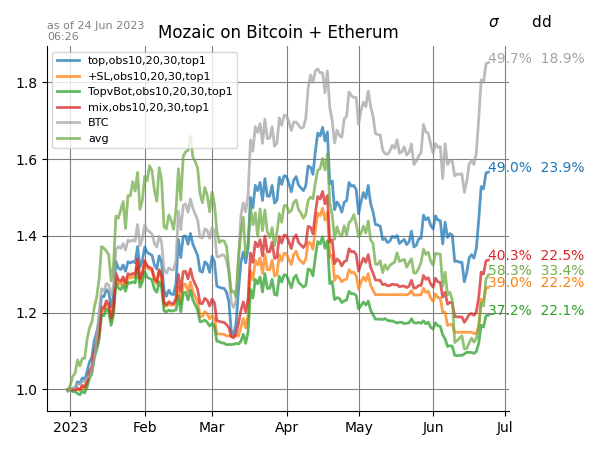 as of 24 Jun 2023
06:26
Mozaic on Bitcoin + Etherum
σ dd
top,obs10,20,30,top1
+SL,obs10,20,30,top1
TopvBot,obs10,20,30,top1
mix,obs10,20,30,top1
BTC
avg
49.7% 18.9%
49.0% 23.9%
40.3% 22.5%
58.3% 33.4%
39.0% 22.2%
37.2% 22.1%
1.8
1.6
1.4
1.2
1.0
2023 Feb Mar Apr May Jun Jul